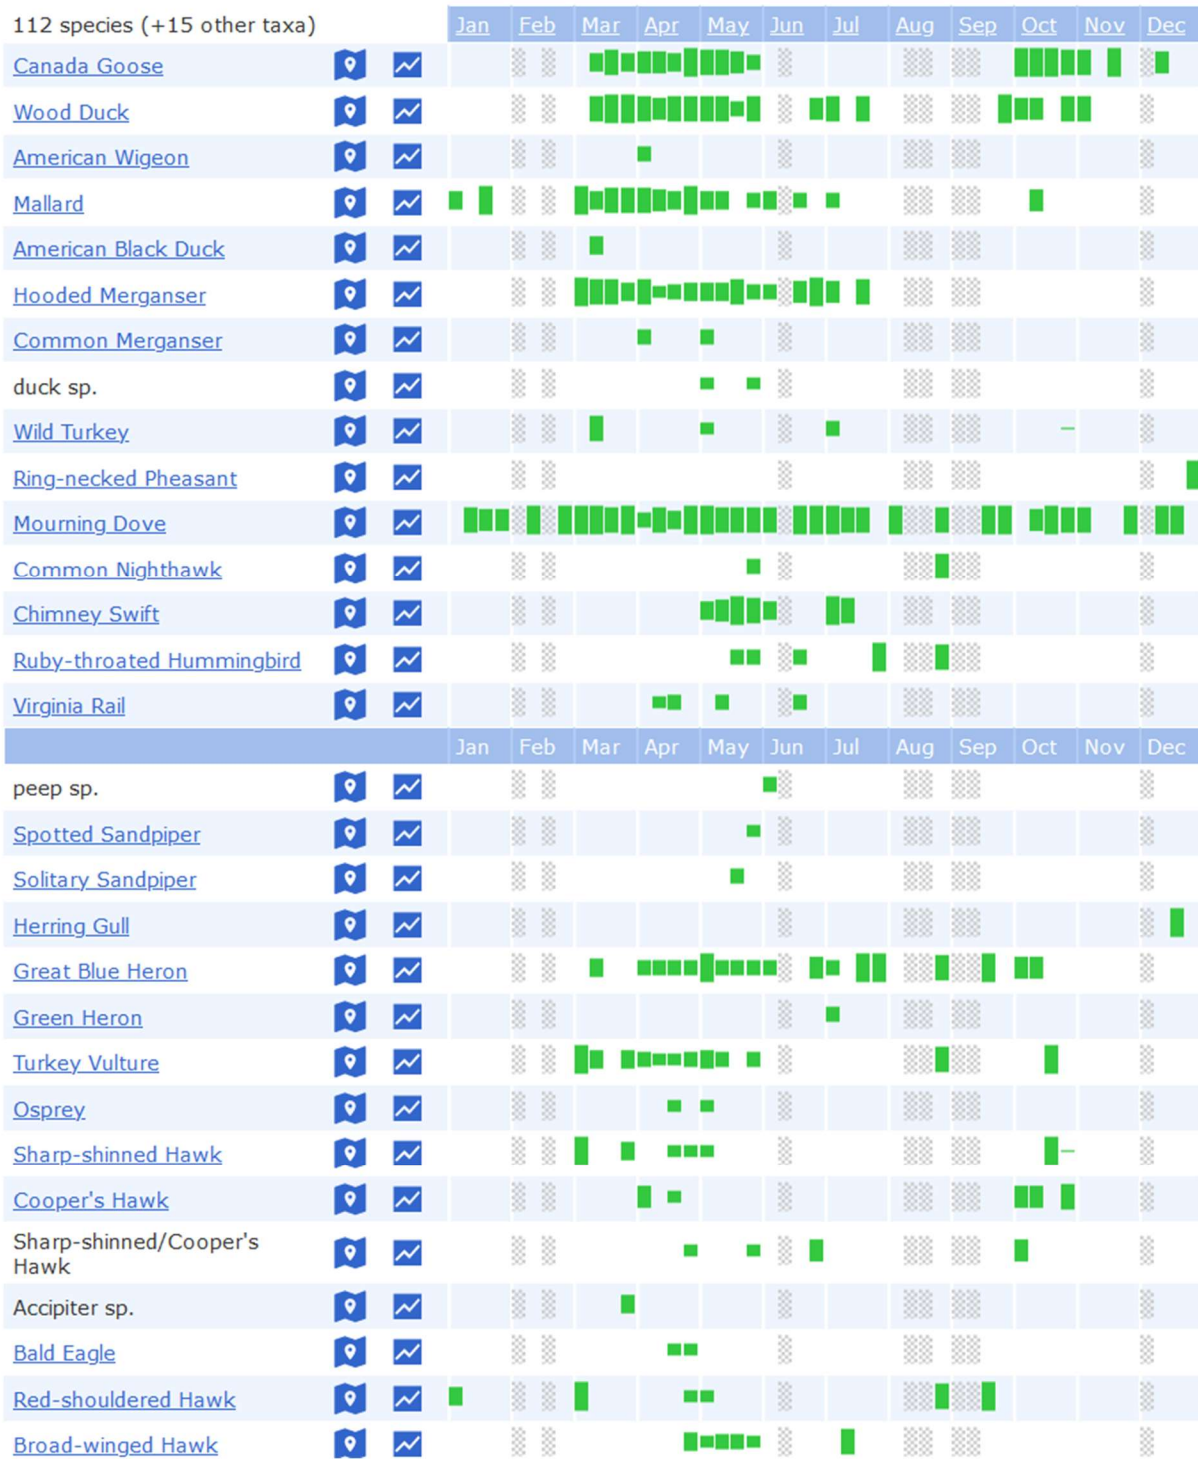 112 species (+15 other taxa) Jan Feb Mar Apr May Jun Jul Aug Sep Oct Nov Dec
Canada Goose
Wood Duck
American Wigeon
Mallard
American Black Duck
Hooded Merganser
Common Merganser
duck sp.
Wild Turkey
Ring-necked Pheasant
Mourning Dove
Common Nighthawk
Chimney Swift
Ruby-throated Hummingbird
Virginia Rail
Jan Feb Mar Apr May Jun Jul Aug Sep Oct Nov Dec
peep sp.
Spotted Sandpiper
Solitary Sandpiper
Herring Gull
Great Blue Heron
Green Heron
Turkey Vulture
Osprey
Sharp-shinned Hawk
Cooper's Hawk
Sharp-shinned/Cooper's
Hawk
Accipiter sp.
Bald Eagle
Red-shouldered Hawk
Broad-winged Hawk